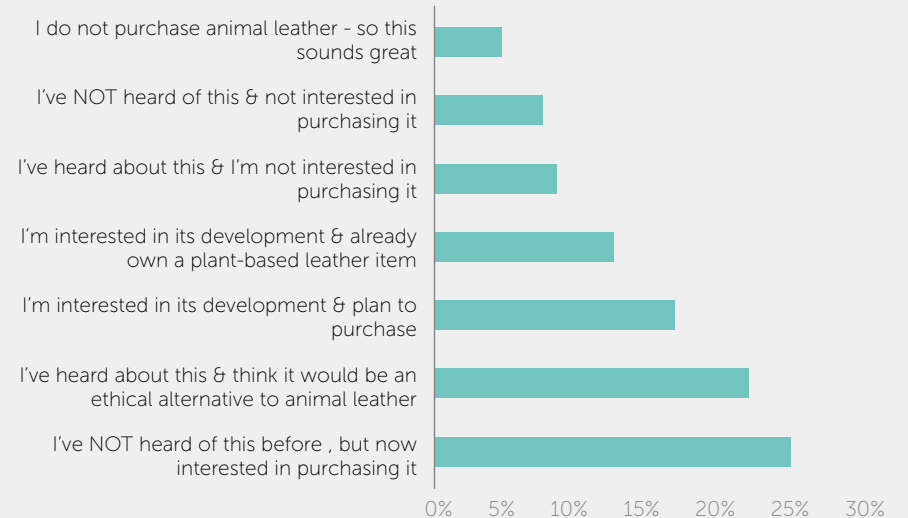 I do not purchase animal leather - so this
sounds great
I've NOT heard of this & not interested in
purchasing it
I've heard about this & I'm not interested in
purchasing it
I'm interested in its development & already
own a plant-based leather item
I'm interested in its development & plan to
purchase
I've heard about this & think it would be an
ethical alternative to animal leather
I've NOT heard of this before , but now
interested in purchasing it
0% 5% 10% 15% 20% 25% 30%